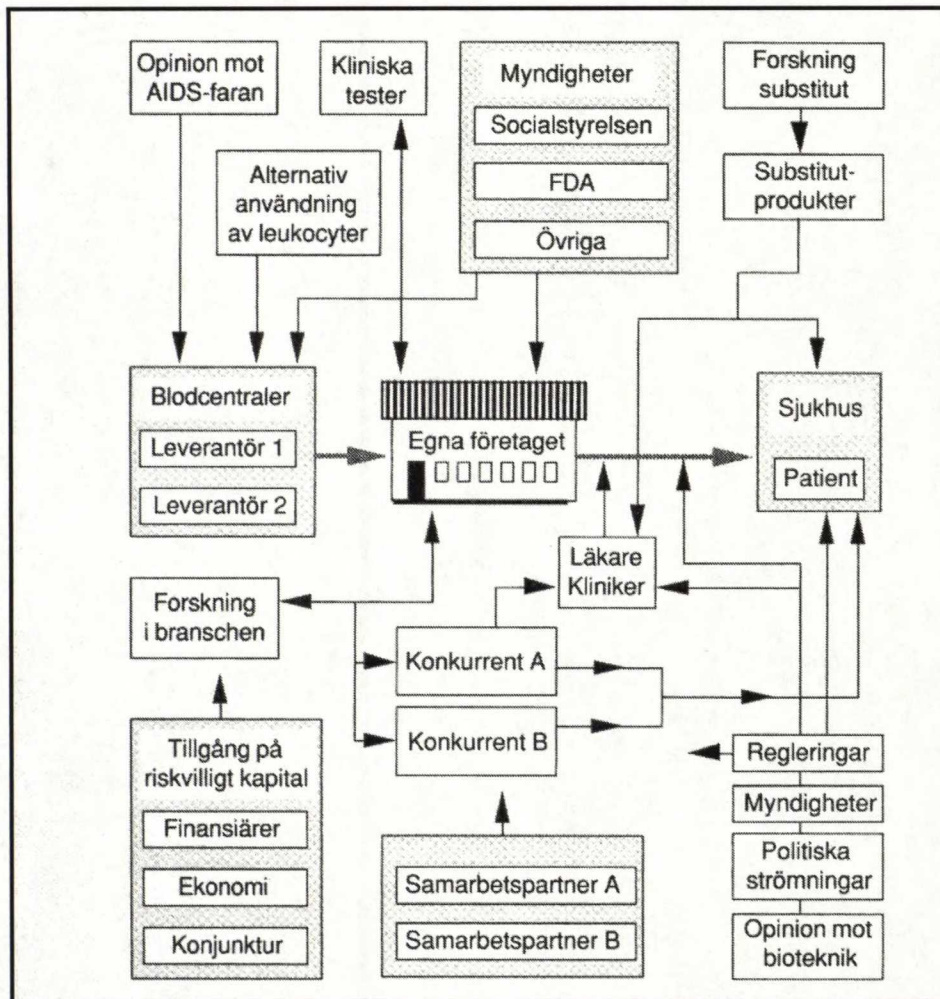 Opinion mot
AIDS-faran
Kliniska
tester
Myndigheter
Socialstyrelsen
FDA
Övriga
Forskning
substitut
Substitut-
produkter
Alternativ
användning
av leukocyter
Blodcentraler
Leverantör 1
Leverantör 2
Egna företaget
Sjukhus
Patient
Läkare
Kliniker
Forskning
i branschen
Konkurrent A
Konkurrent B
Tillgång på
riskvilligt kapital
Finansiärer
Ekonomi
Konjunktur
Samarbetspartner A
Samarbetspartner B
Regleringar
Myndigheter
Politiska
strömningar
Opinion mot
bioteknik